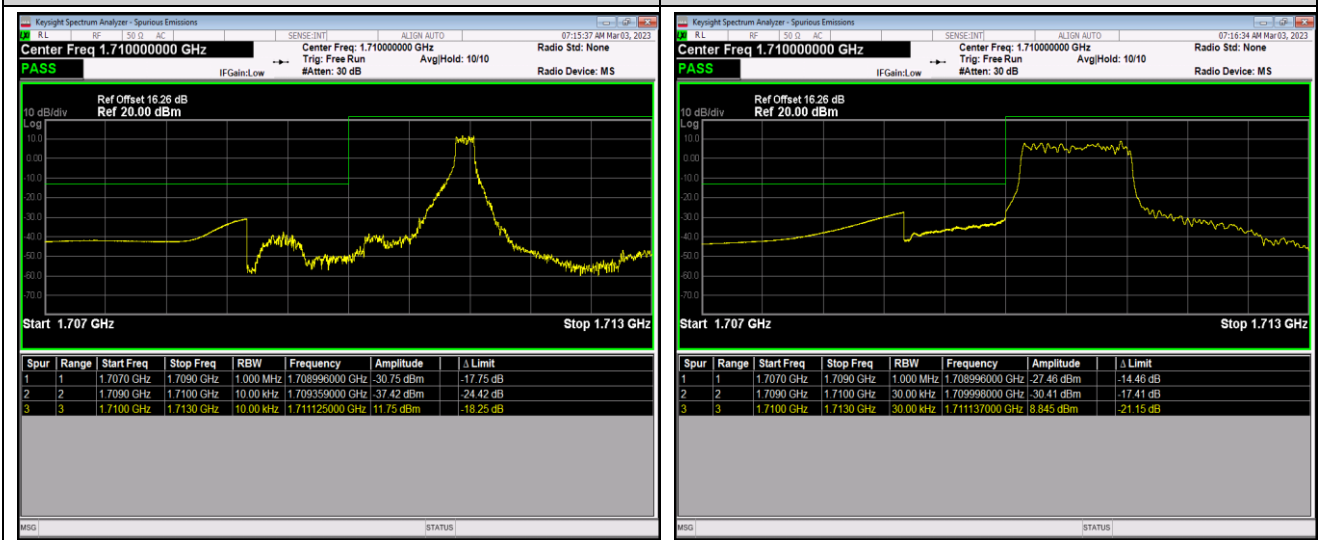 Keysight Spectrum Analyzer - Spurious Emissions
RL RF 50 Ω AC SENSE:INT ALIGN AUTO 07:15:37 AM Mar 03, 2023
Center Freq 1.710000000 GHz Center Freq: 1.710000000 GHz Radio Std: None
Trig: Free Run Avg|Hold: 10/10
PASS IFGain:Low #Atten: 30 dB Radio Device: MS
Ref Offset 16.26 dB
10 dB/div Ref 20.00 dBm
Log
10.0
0.00
-10.0
-20.0
-30.0
-40.0
-50.0
-60.0
-70.0
Start 1.707 GHz Stop 1.713 GHz
Spur Range Start Freq Stop Freq RBW Frequency Amplitude Δ Limit
1 1 1.7070 GHz 1.7090 GHz 1.000 MHz 1.708996000 GHz -30.75 dBm -17.75 dB
2 2 1.7090 GHz 1.7100 GHz 10.00 kHz 1.709359000 GHz -37.42 dBm -24.42 dB
3 3 1.7100 GHz 1.7130 GHz 10.00 kHz 1.711125000 GHz 11.75 dBm -18.25 dB
MSG STATUS
Keysight Spectrum Analyzer - Spurious Emissions
RL RF 50 Ω AC SENSE:INT ALIGN AUTO 07:16:34 AM Mar 03, 2023
Center Freq 1.710000000 GHz Center Freq: 1.710000000 GHz Radio Std: None
Trig: Free Run Avg|Hold: 10/10
PASS IFGain:Low #Atten: 30 dB Radio Device: MS
Ref Offset 16.26 dB
10 dB/div Ref 20.00 dBm
Log
10.0
0.00
-10.0
-20.0
-30.0
-40.0
-50.0
-60.0
-70.0
Start 1.707 GHz Stop 1.713 GHz
Spur Range Start Freq Stop Freq RBW Frequency Amplitude Δ Limit
1 1 1.7070 GHz 1.7090 GHz 1.000 MHz 1.708996000 GHz -27.46 dBm -14.46 dB
2 2 1.7090 GHz 1.7100 GHz 30.00 kHz 1.709998000 GHz -30.41 dBm -17.41 dB
3 3 1.7100 GHz 1.7130 GHz 30.00 kHz 1.711137000 GHz 8.845 dBm -21.15 dB
MSG STATUS